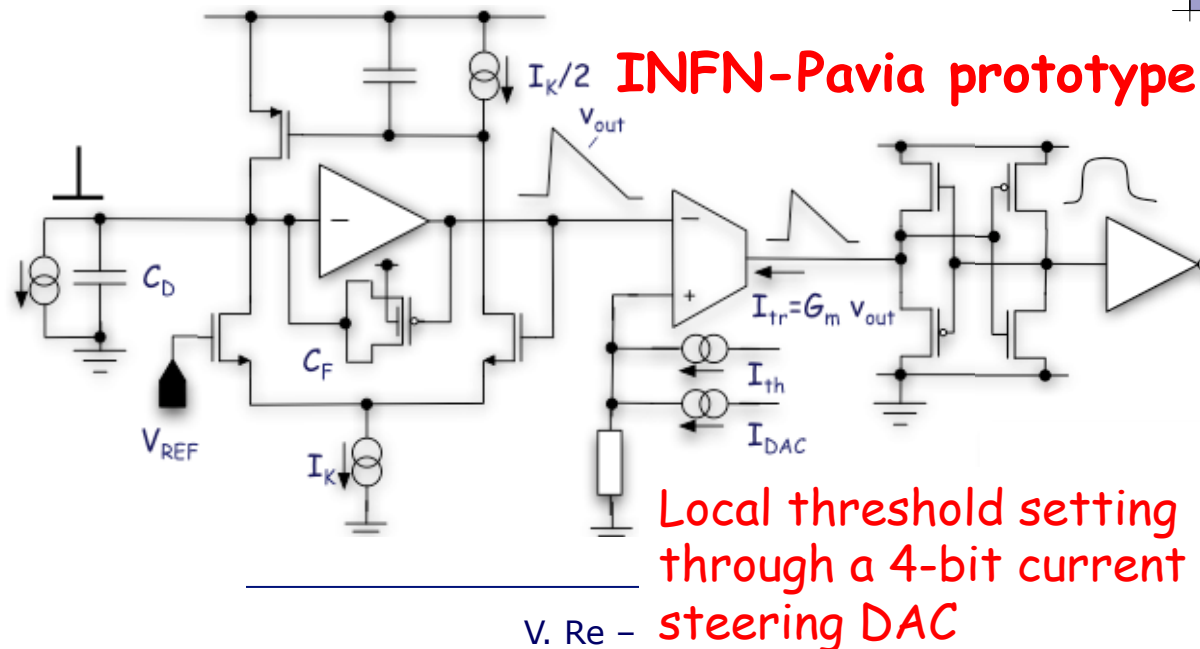 I_K/2
INFN-Pavia prototype
v_out
−
−
C_D
+
I_tr=G_m v_out
C_F
I_th
V_REF
I_DAC
I_K
Local threshold setting
through a 4-bit current
steering DAC
V. Re –